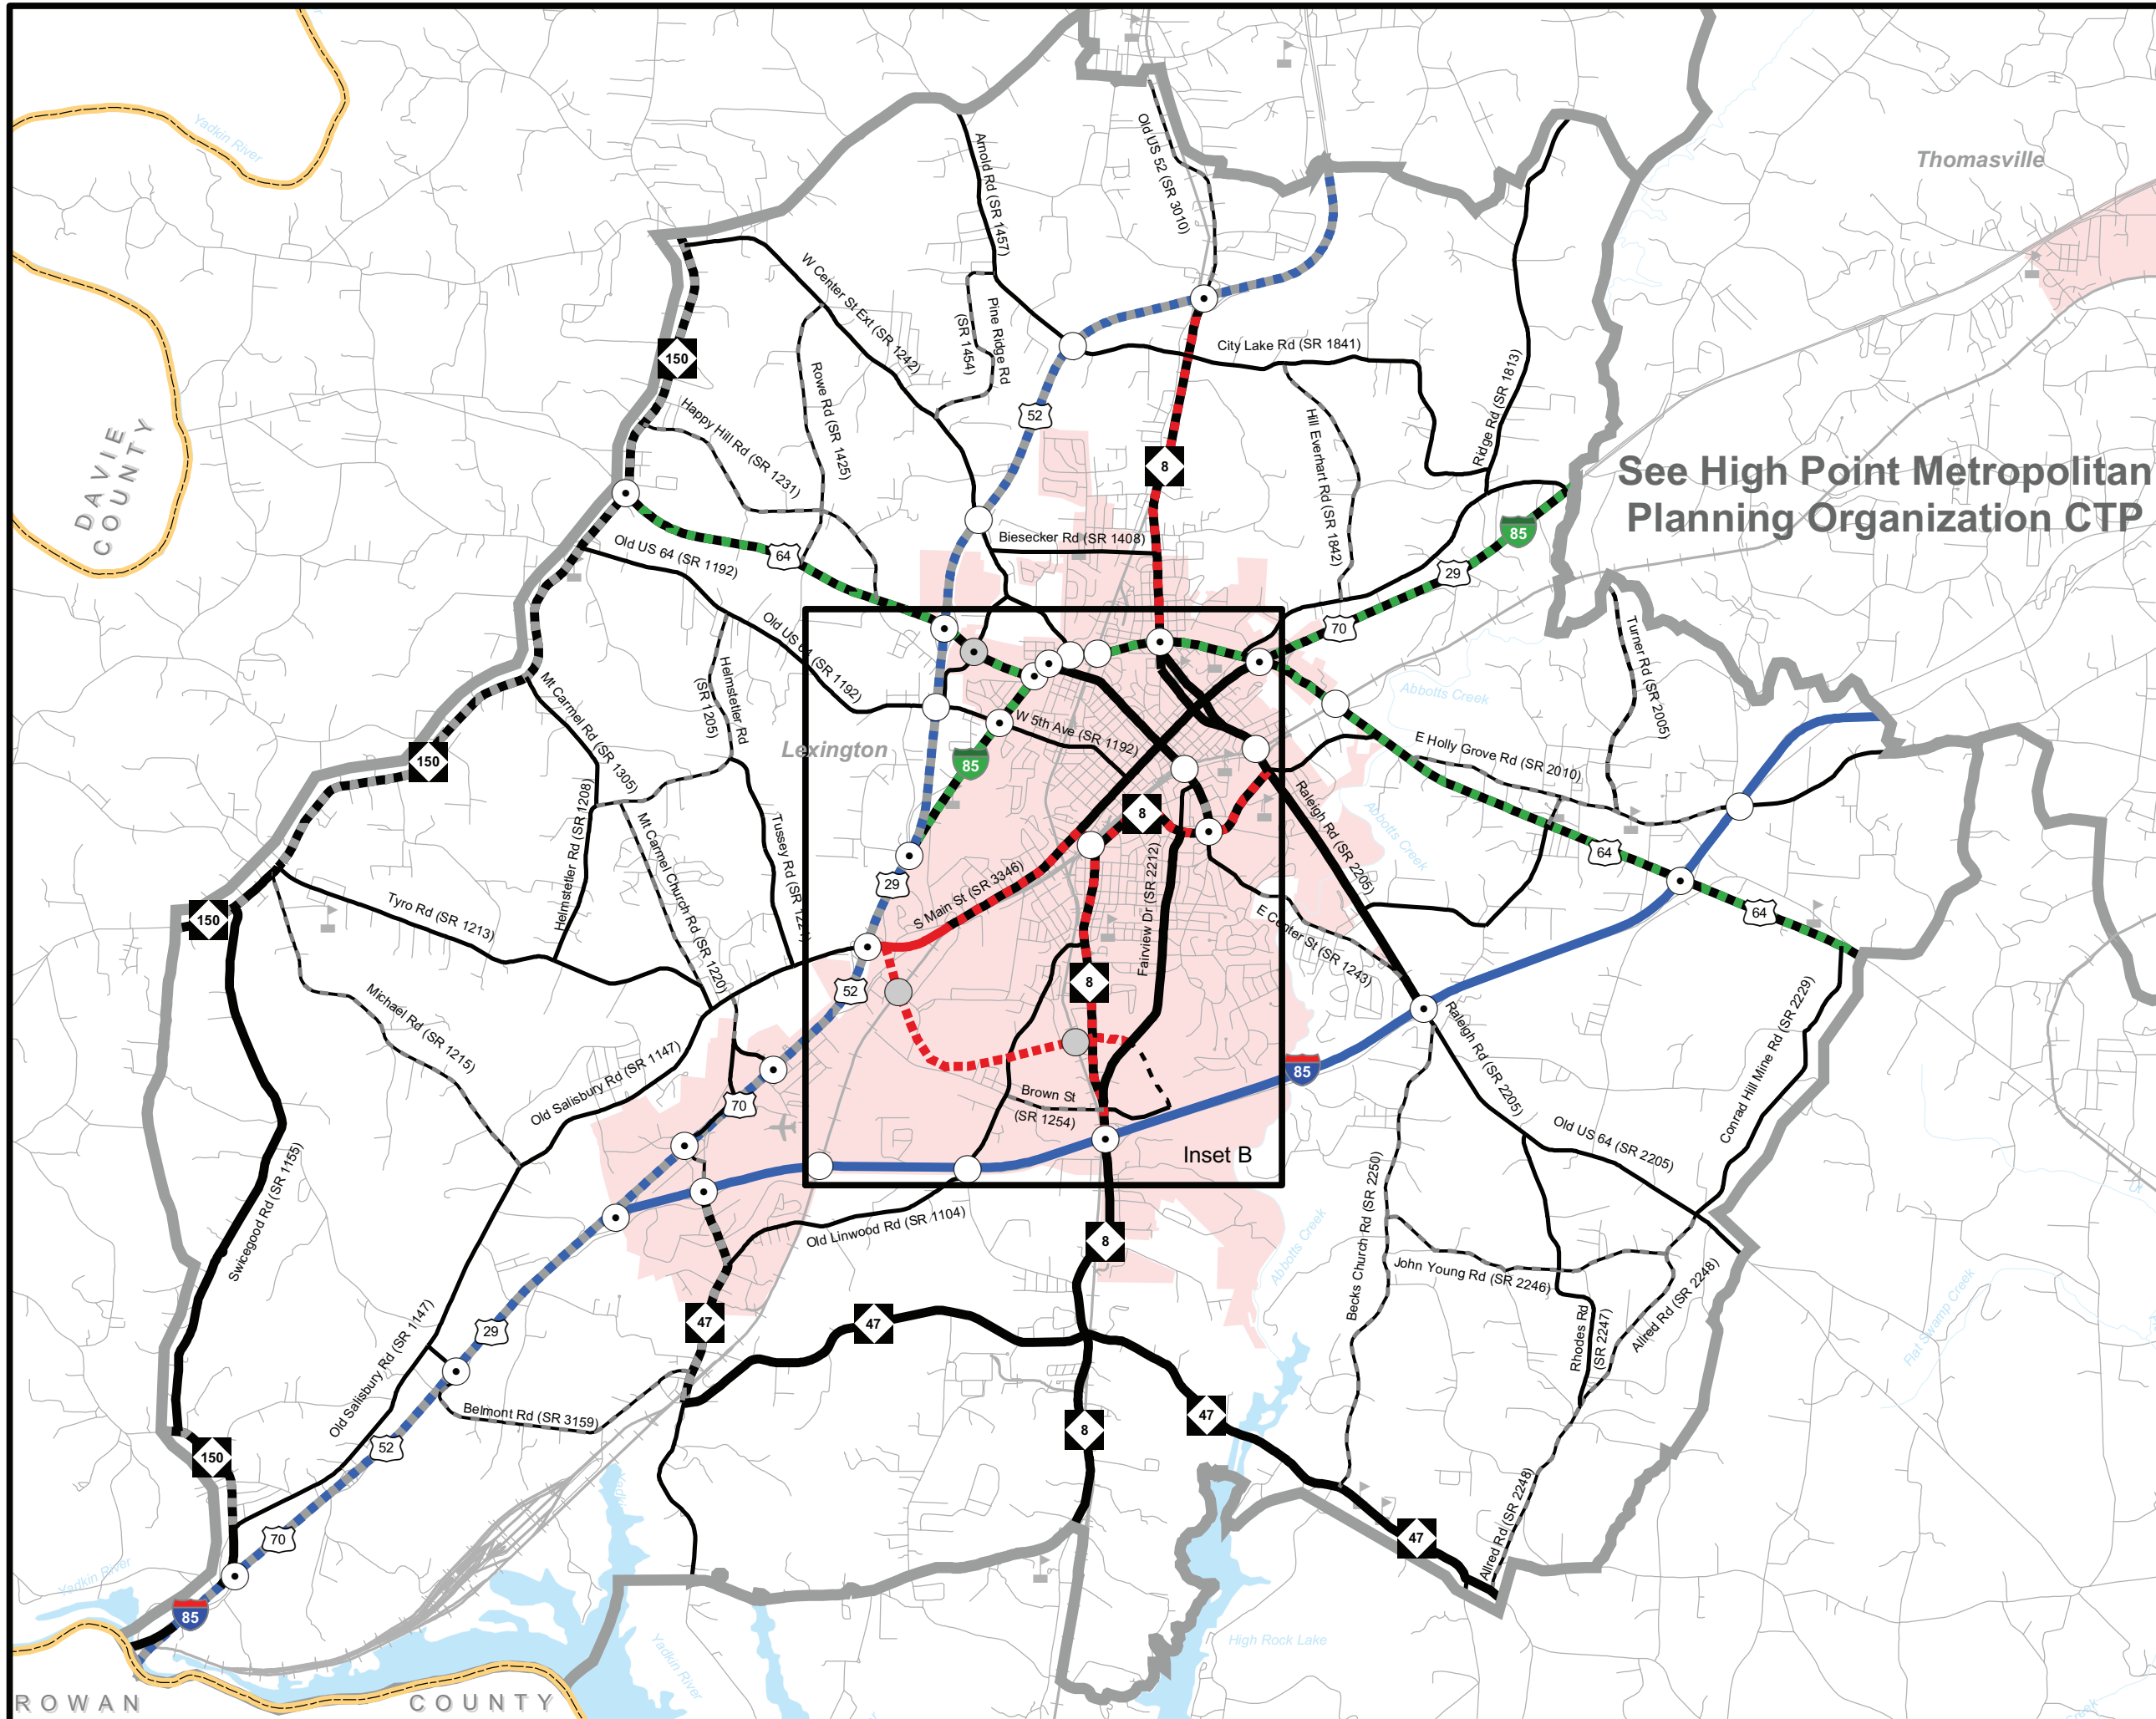 Yadkin River
Thomasville
Old US 52 (SR 3010)
Arnold Rd (SR 1457)
W Center St Ext (SR 1242)
Pine Ridge Rd
(SR 1454)
City Lake Rd (SR 1841)
Ridge Rd (SR 1813)
150
Rowe Rd (SR 1425)
Happy Hill Rd (SR 1231)
52
Hill Everhart Rd (SR 1842)
8
DAVIE
COUNTY
See High Point Metropolitan
Planning Organization CTP
85
Biesecker Rd (SR 1408)
Old US 64 (SR 1192)
64
29
70
Old US 64 (SR 1192)
Helmstetler Rd
(SR 1205)
Turner Rd (SR 2005)
Abbotts Creek
Mt Carmel Rd (SR 1305)
W 5th Ave (SR 1192)
Lexington
85
150
E Holly Grove Rd (SR 2010)
Helmstetler Rd (SR 1208)
Mt Carmel Church Rd (SR 1220)
Tussey Rd (SR
8
Raleigh Rd (SR 2205)
Abbotts Creek
64
29
S Main St (SR 3346)
Fairview Dr (SR 2212)
64
150
Tyro Rd (SR 1213)
E Center St (SR 1243)
52
8
Michael Rd (SR 1215)
Raleigh Rd (SR 2205)
Conrad Hill Mine Rd (SR 2229)
Old Salisbury Rd (SR 1147)
85
70
Brown St
(SR 1254)
Inset B
Old US 64 (SR 2205)
Swicegood Rd (SR 1155)
Becks Church Rd (SR 2250)
Old Linwood Rd (SR 1104)
8
Abbotts Creek
John Young Rd (SR 2246)
Allred Rd (SR 2248)
Rhodes Rd
(SR 2247)
Flat Swamp Creek
47
47
29
Old Salisbury Rd (SR 1147)
Belmont Rd (SR 3159)
8
47
52
150
70
47
Allred Rd (SR 2248)
Yadkin River
85
Yadkin River
High Rock Lake
ROWAN COUNTY
Creek